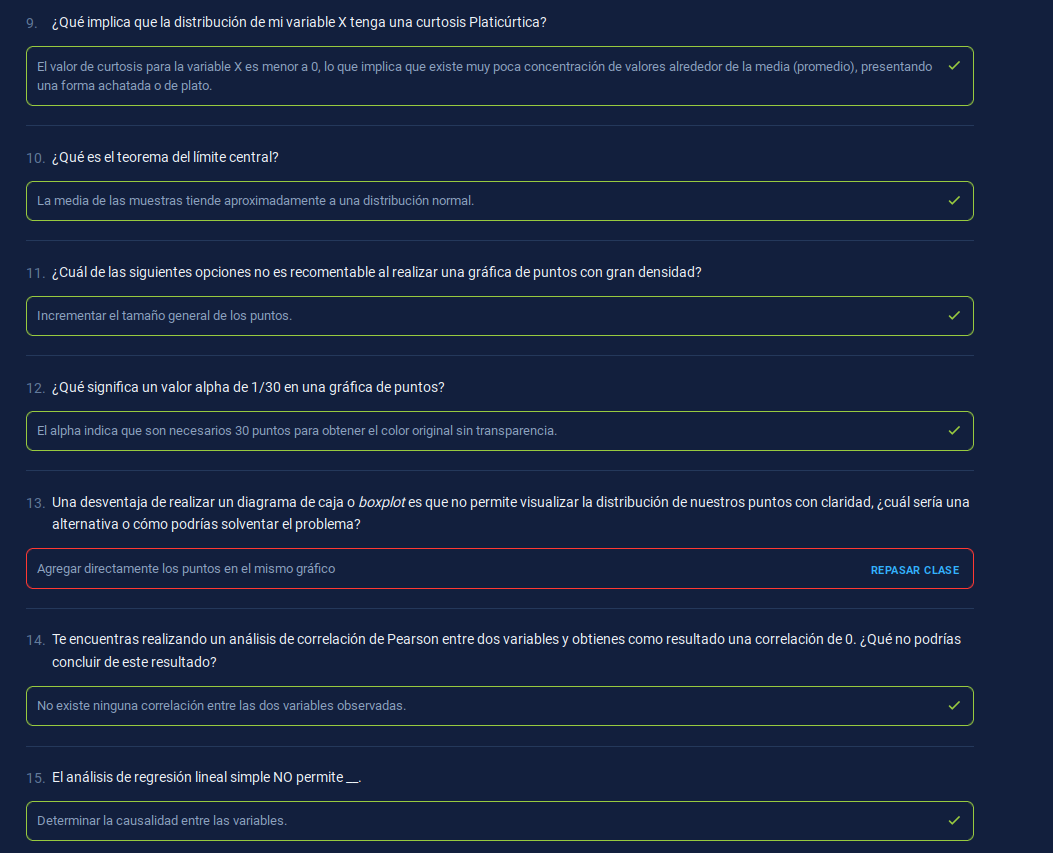 9. ¿Qué implica que la distribución de mi variable X tenga una curtosis Platicúrtica?
El valor de curtosis para la variable X es menor a 0, lo que implica que existe muy poca concentración de valores alrededor de la media (promedio), presentando
una forma achatada o de plato.
10. ¿Qué es el teorema del límite central?
La media de las muestras tiende aproximadamente a una distribución normal.
11. ¿Cuál de las siguientes opciones no es recomentable al realizar una gráfica de puntos con gran densidad?
Incrementar el tamaño general de los puntos.
12. ¿Qué significa un valor alpha de 1/30 en una gráfica de puntos?
El alpha indica que son necesarios 30 puntos para obtener el color original sin transparencia.
13. Una desventaja de realizar un diagrama de caja o boxplot es que no permite visualizar la distribución de nuestros puntos con claridad, ¿cuál sería una
alternativa o cómo podrías solventar el problema?
Agregar directamente los puntos en el mismo gráfico
REPASAR CLASE
14. Te encuentras realizando un análisis de correlación de Pearson entre dos variables y obtienes como resultado una correlación de 0. ¿Qué no podrías
concluir de este resultado?
No existe ninguna correlación entre las dos variables observadas.
15. El análisis de regresión lineal simple NO permite __.
Determinar la causalidad entre las variables.